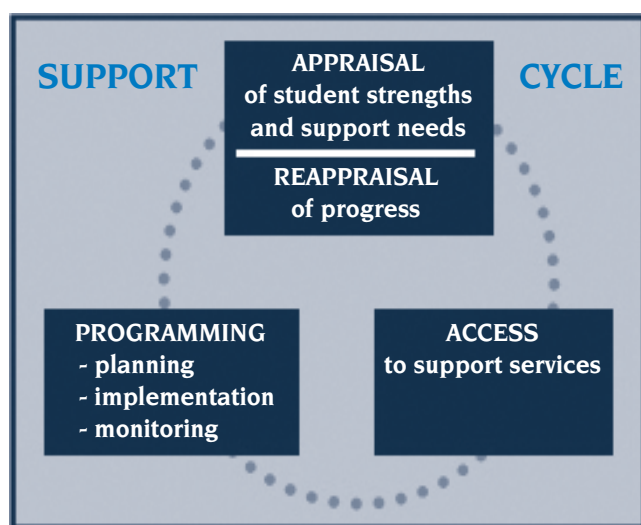 SUPPORT CYCLE
APPRAISAL
of student strengths
and support needs
REAPPRAISAL
of progress
PROGRAMMING
- planning
- implementation
- monitoring
ACCESS
to support services